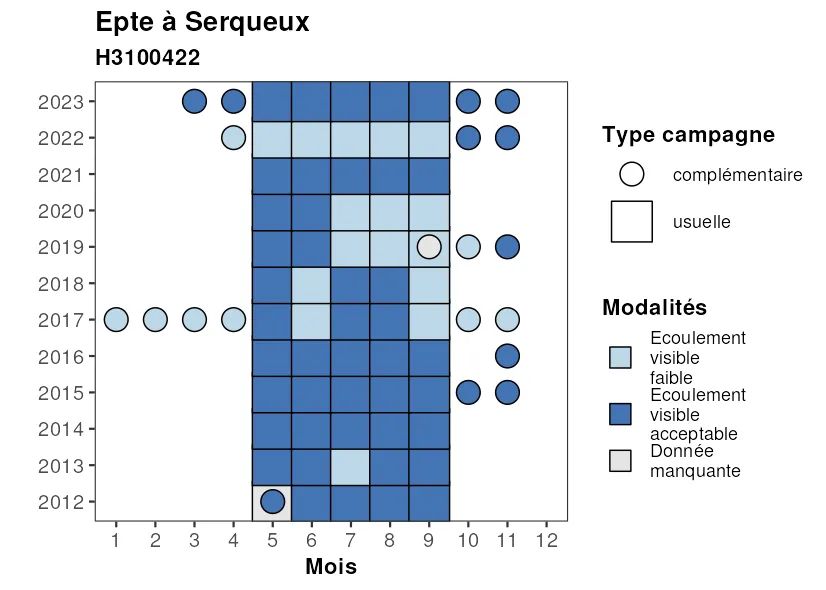 Epte à Serqueux
H3100422
2023
2022
2021
2020
2019
2018
2017
2016
2015
2014
2013
2012
1 2 3 4 5 6 7 8 9 10 11 12
Mois
Type campagne
complémentaire
usuelle
Modalités
Ecoulement
visible
faible
Ecoulement
visible
acceptable
Donnée
manquante